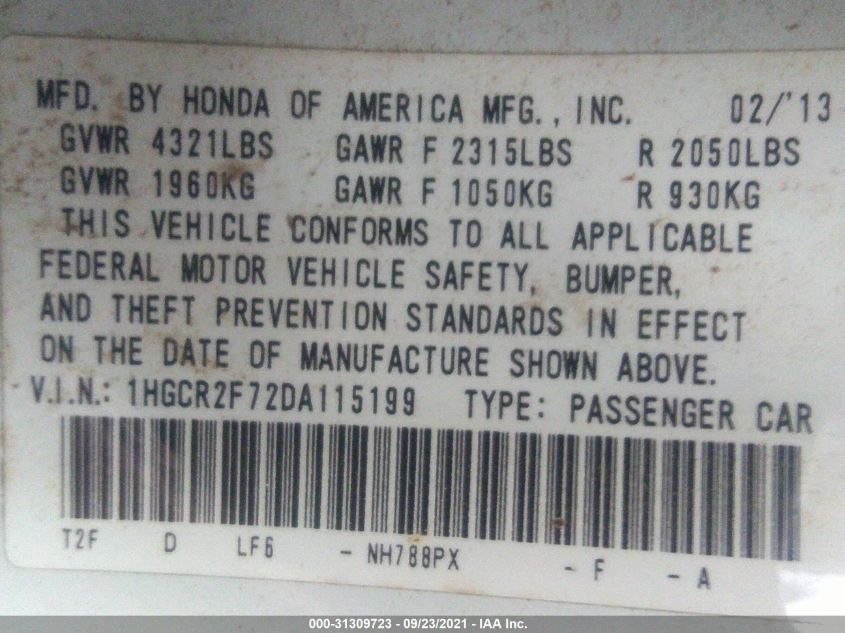 MFD. BY HONDA OF AMERICA MFG., INC. 02/'13
GVWR 4321LBS GAWR F 2315LBS R 2050LBS
GVWR 1960KG GAWR F 1050KG R 930KG
THIS VEHICLE CONFORMS TO ALL APPLICABLE
FEDERAL MOTOR VEHICLE SAFETY, BUMPER,
AND THEFT PREVENTION STANDARDS IN EFFECT
ON THE DATE OF MANUFACTURE SHOWN ABOVE.
V.I.N.: 1HGCR2F72DA115199 TYPE: PASSENGER CAR
T2F D LF6 - NH788PX - F - A
000-31309723 - 09/23/2021 - IAA Inc.